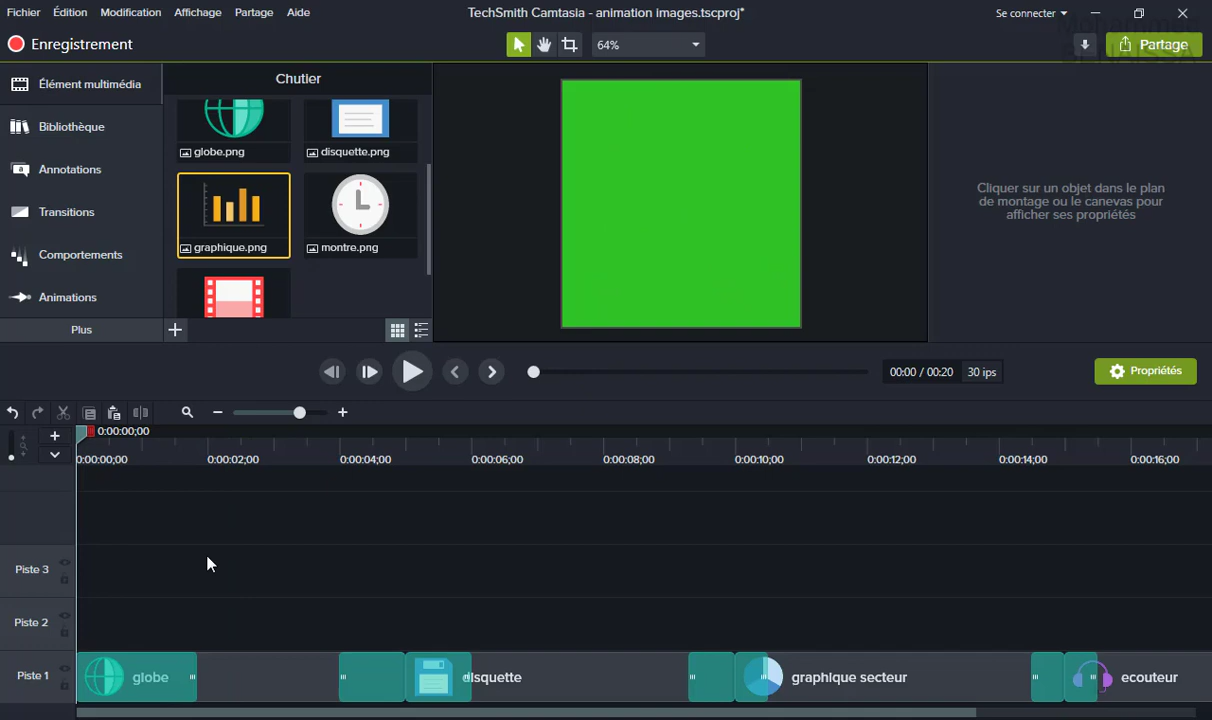 Fichier Édition Modification Affichage Partage Aide TechSmith Camtasia - animation images.tscproj* Se connecter
Enregistrement 64% Partage
Élément multimédia
Bibliothèque
Annotations
Transitions
Comportements
Animations
Plus
Chutier
globe.png disquette.png
graphique.png montre.png
Cliquer sur un objet dans le plan
de montage ou le canevas pour
afficher ses propriétés
00:00 / 00:20 30 ips Propriétés
0:00:00;00
0:00:00;00 0:00:02;00 0:00:04;00 0:00:06;00 0:00:08;00 0:00:10;00 0:00:12;00 0:00:14;00 0:00:16;00
Piste 3
Piste 2
Piste 1 globe disquette graphique secteur ecouteur